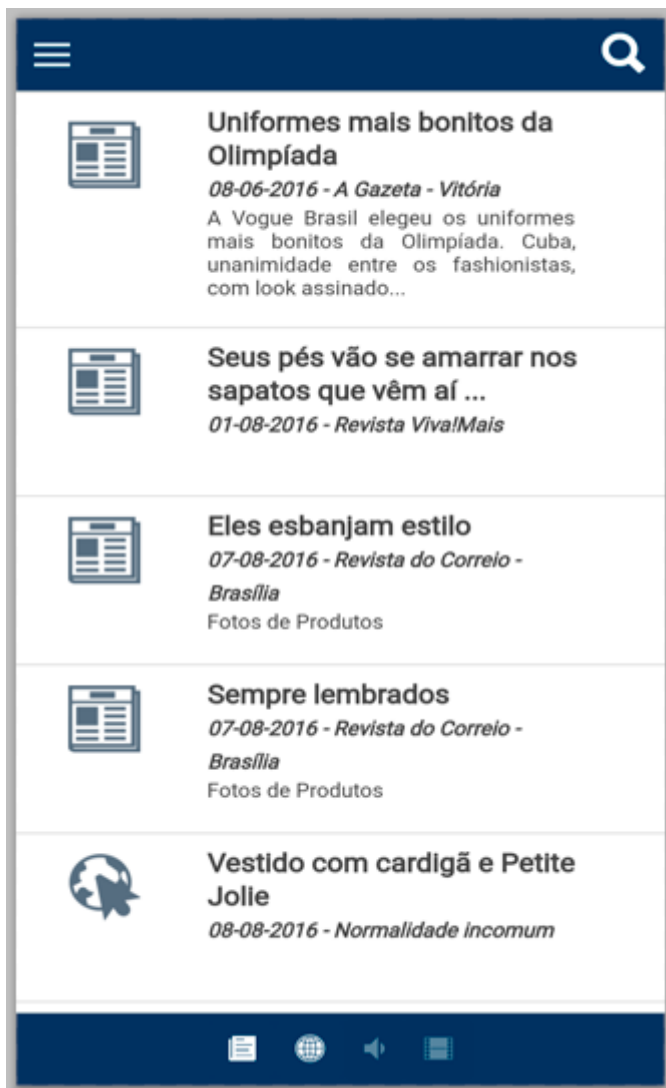 Uniformes mais bonitos da
Olimpíada
08-06-2016 - A Gazeta - Vitória
A Vogue Brasil elegeu os uniformes
mais bonitos da Olimpíada. Cuba,
unanimidade entre os fashionistas,
com look assinado...
Seus pés vão se amarrar nos
sapatos que vêm aí ...
01-08-2016 - Revista Viva!Mais
Eles esbanjam estilo
07-08-2016 - Revista do Correio -
Brasília
Fotos de Produtos
Sempre lembrados
07-08-2016 - Revista do Correio -
Brasília
Fotos de Produtos
Vestido com cardigã e Petite
Jolie
08-08-2016 - Normalidade incomum